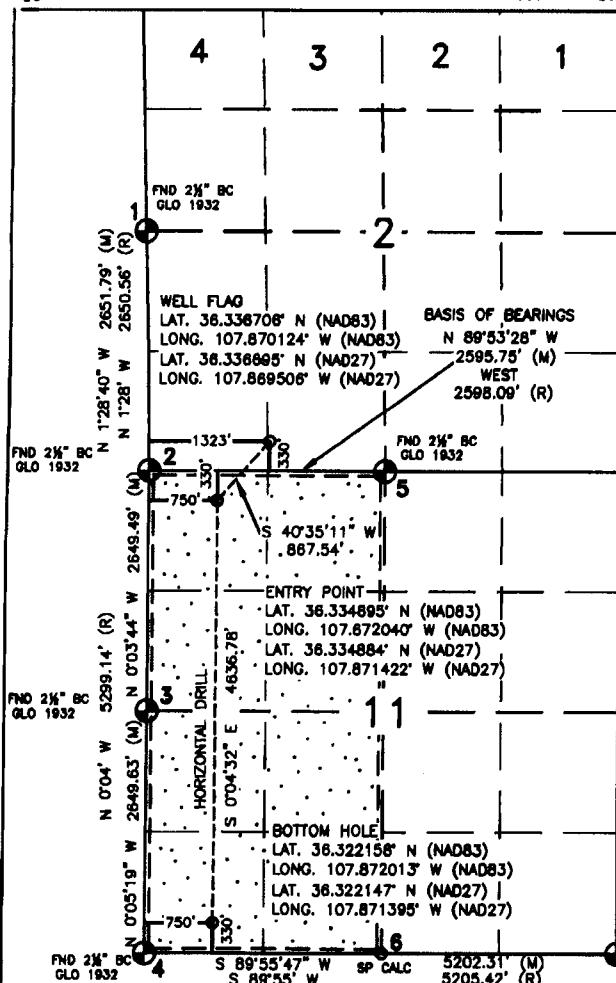 4 3 2 1
FND 2½" BC
GLO 1932
1
2
N 1°28'40" W 2651.79' (M)
N 1°28' W 2650.56' (R)
WELL FLAG
LAT. 36.336706° N (NAD83)
LONG. 107.870124° W (NAD83)
LAT. 36.336695° N (NAD27)
LONG. 107.869506° W (NAD27)
BASIS OF BEARINGS
N 89°53'28" W
2595.75' (M)
WEST
2598.09' (R)
1323'
330'
FND 2½" BC
GLO 1932
2
FND 2½" BC
GLO 1932
5
330'
750'
S 40°35'11" W
867.54'
N 0°03'44" W 2649.49' (M)
N 0°04' W 5299.14' (R)
ENTRY POINT
LAT. 36.334895° N (NAD83)
LONG. 107.672040° W (NAD83)
LAT. 36.334884° N (NAD27)
LONG. 107.871422° W (NAD27)
FND 2½" BC
GLO 1932
3
11
HORIZONTAL DRILL
S 0°04'32" E 4636.78'
N 0°05'19" W 2649.63' (M)
BOTTOM HOLE
LAT. 36.322156° N (NAD83)
LONG. 107.872013° W (NAD83)
LAT. 36.322147° N (NAD27)
LONG. 107.871395° W (NAD27)
750'
330'
FND 2½" BC
GLO 1932
4
6
SP CALC
S 89°55'47" W 5202.31' (M)
S 89°55' W 5205.42' (R)